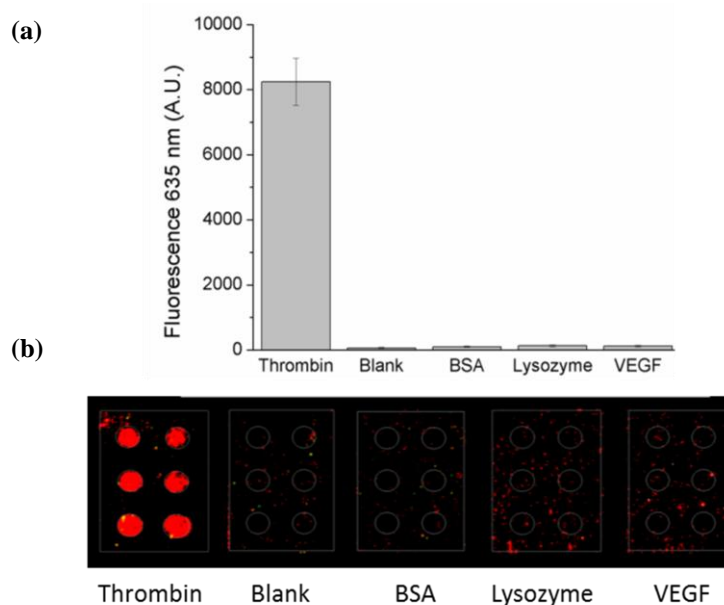 (a)
Fluorescence 635 nm (A.U.)
10000
8000
6000
4000
2000
0
Thrombin Blank BSA Lysozyme VEGF
(b)
Thrombin Blank BSA Lysozyme VEGF